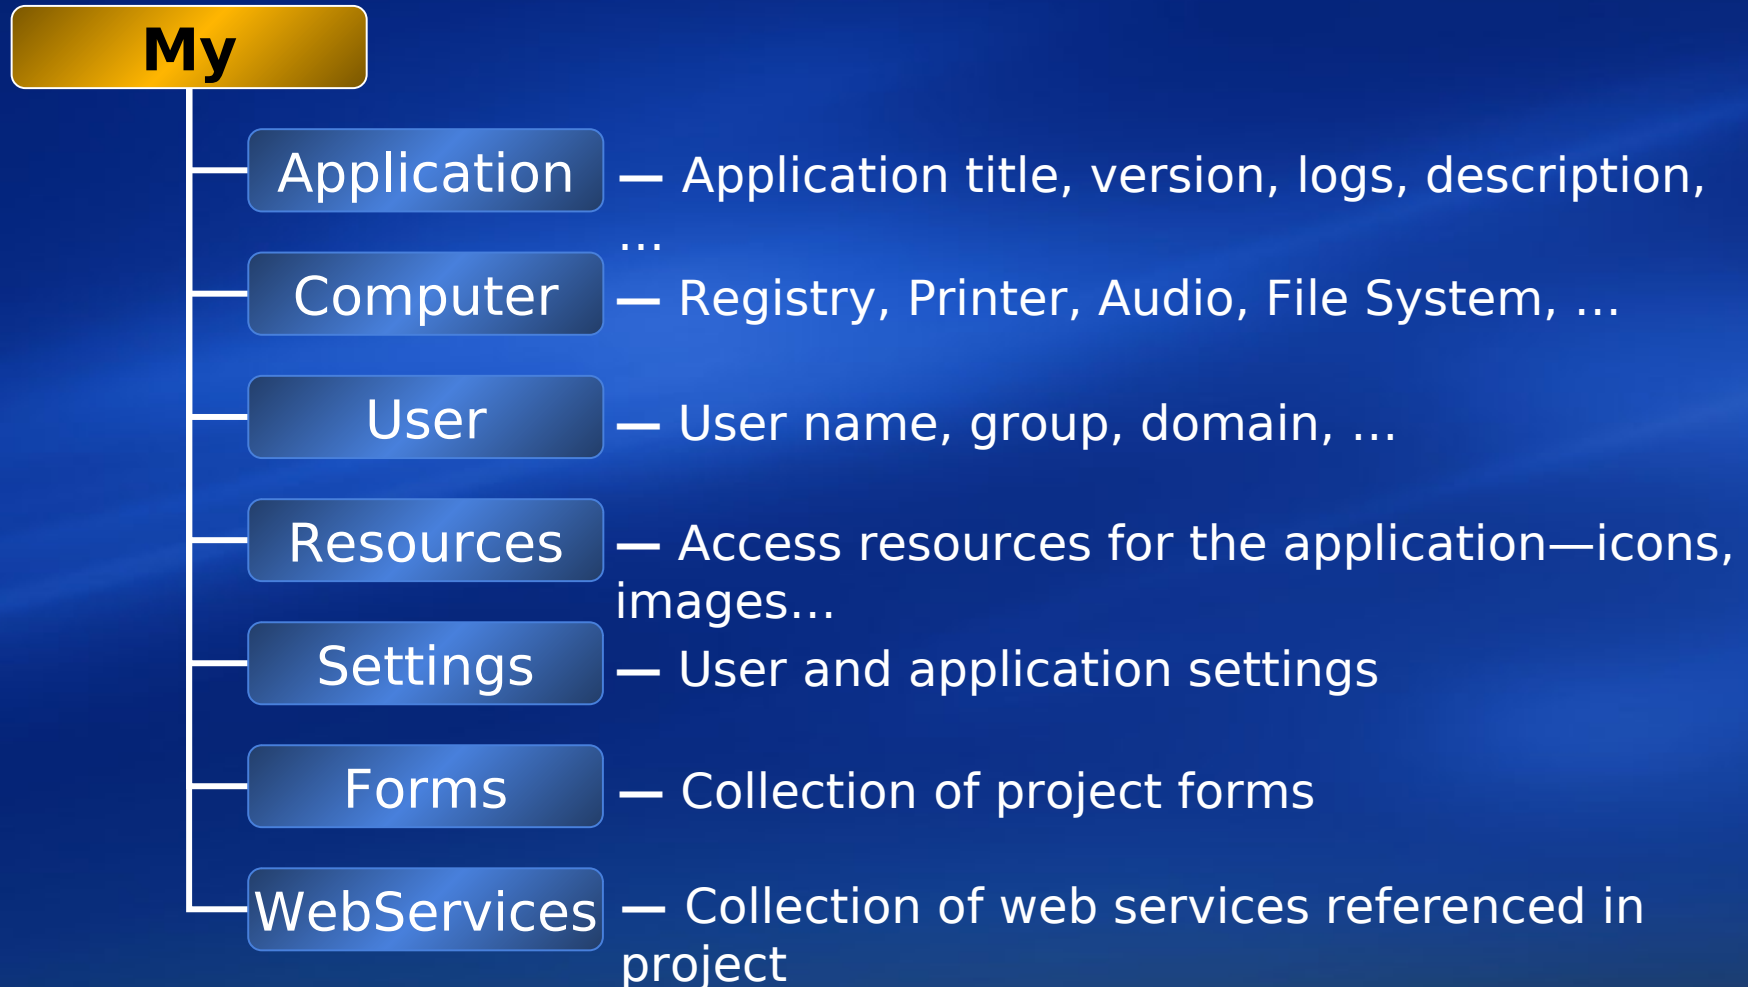 My
Application — Application title, version, logs, description,
…
Computer — Registry, Printer, Audio, File System, …
User — User name, group, domain, …
Resources — Access resources for the application—icons,
images…
Settings — User and application settings
Forms — Collection of project forms
WebServices — Collection of web services referenced in
project